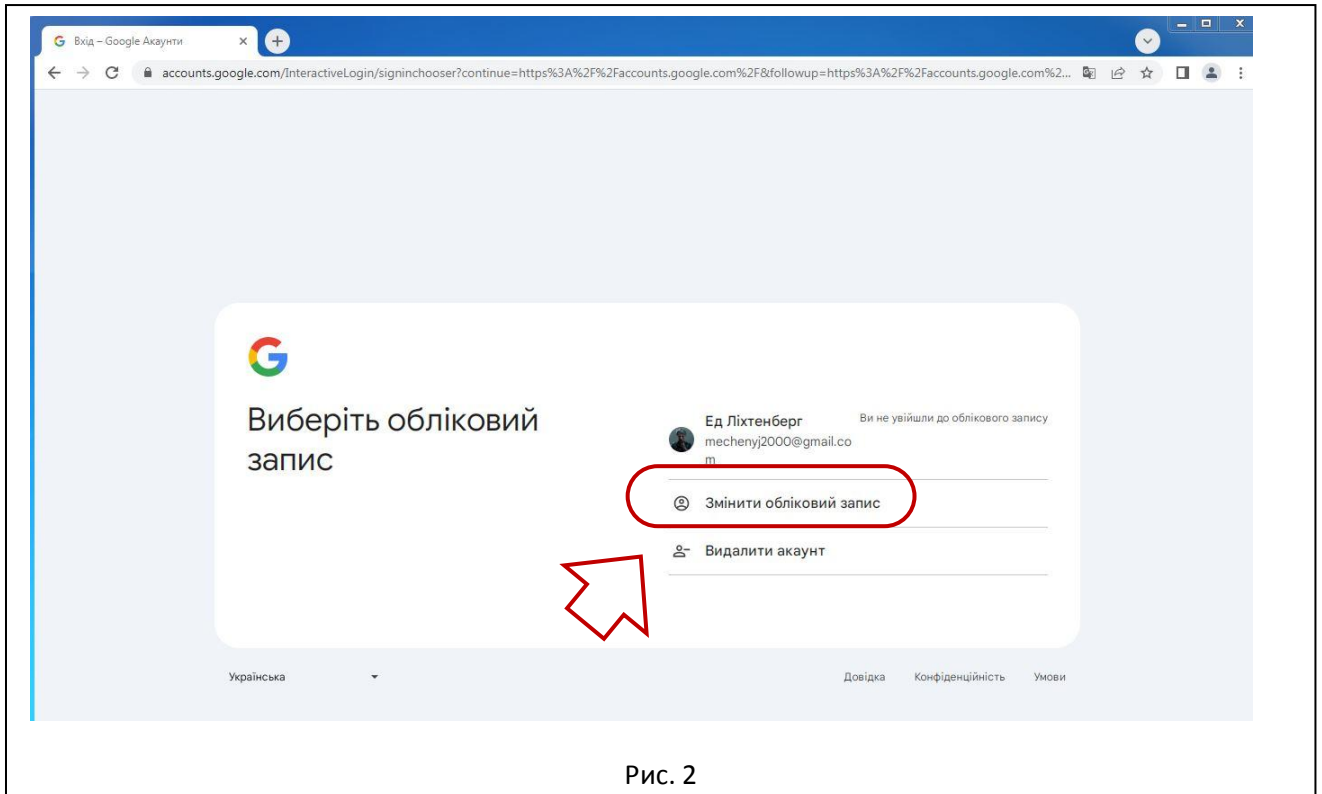 Вхід – Google Акаунти
accounts.google.com/InteractiveLogin/signinchooser?continue=https%3A%2F%2Faccounts.google.com%2F&followup=https%3A%2F%2Faccounts.google.com%2...
Виберіть обліковий
запис
Ед Ліхтенберг
Ви не увійшли до облікового запису
mechenyj2000@gmail.co
m
Змінити обліковий запис
Видалити акаунт
Українська
Довідка Конфіденційність Умови
Рис. 2